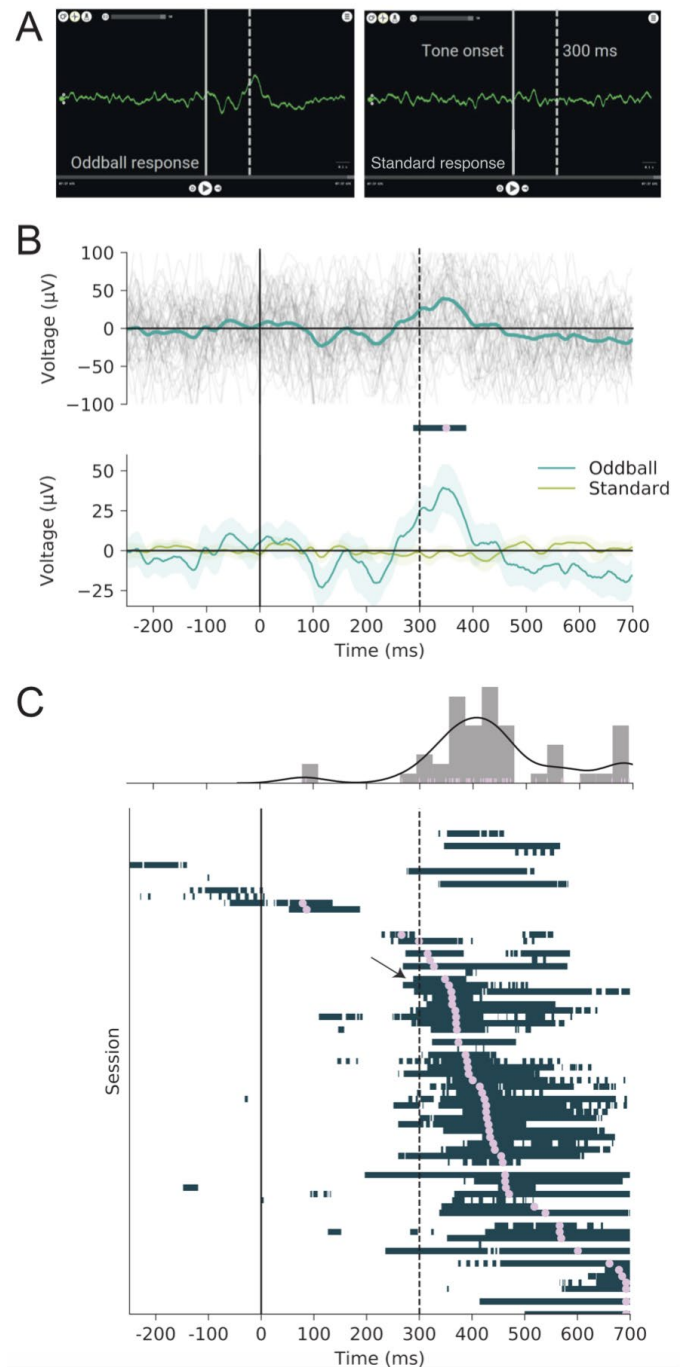 A
Oddball response
Tone onset
300 ms
Standard response
B
Voltage (μV)
100
50
0
−50
−100
Oddball
Standard
Voltage (μV)
50
25
0
−25
-200 -100 0 100 200 300 400 500 600 700
Time (ms)
C
Session
-200 -100 0 100 200 300 400 500 600 700
Time (ms)